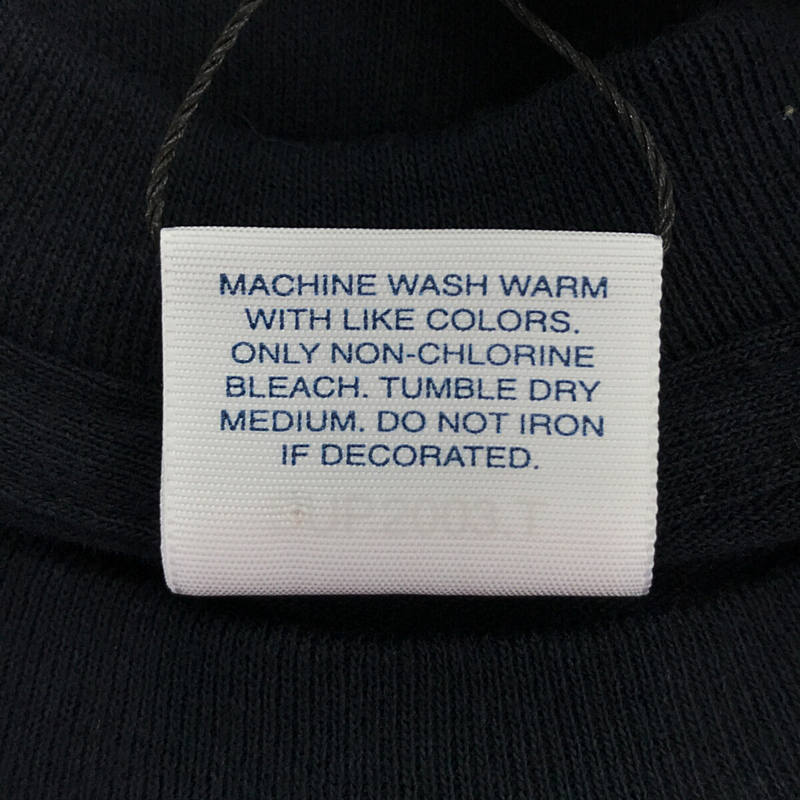 MACHINE WASH WARM
WITH LIKE COLORS.
ONLY NON-CHLORINE
BLEACH. TUMBLE DRY
MEDIUM. DO NOT IRON
IF DECORATED.